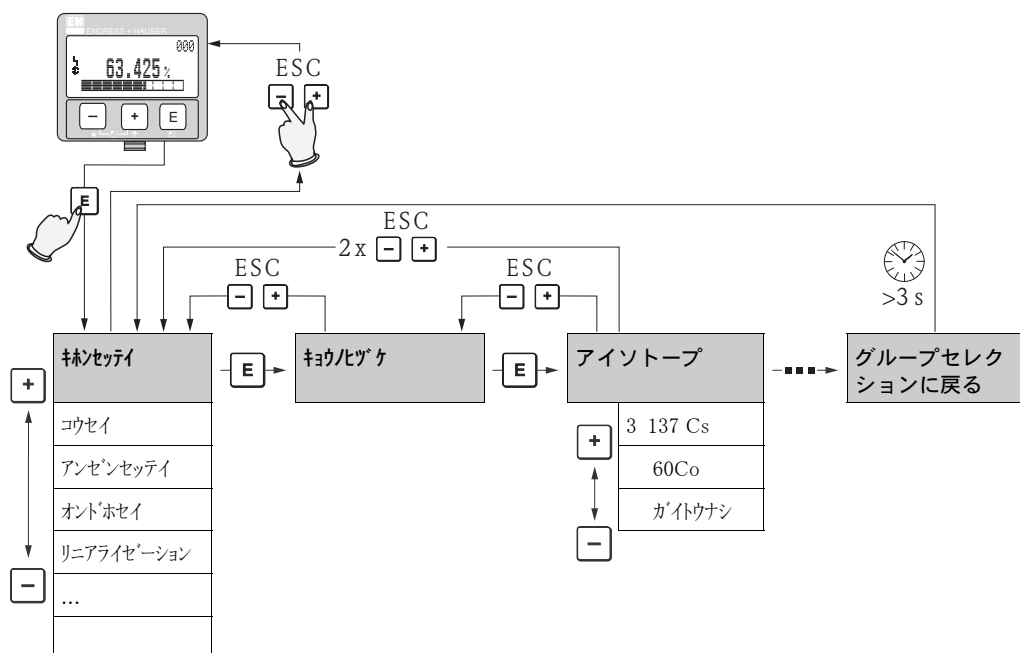 EH
ENDRESS + HAUSER
000
63.425 %
− + E
ESC
− +
E
ESC
2x − +
ESC
− +
ESC
− +
>3 s
ｷﾎﾝｾｯﾃｲ
E
ｷｮｳﾉﾋﾂﾞｹ
E
アイソトープ
グループセレク
ションに戻る
+
−
コウセイ
アンゼンセッテイ
オンドホセイ
リニアライゼーション
...
+
−
3 137 Cs
60Co
ガイトウナシ